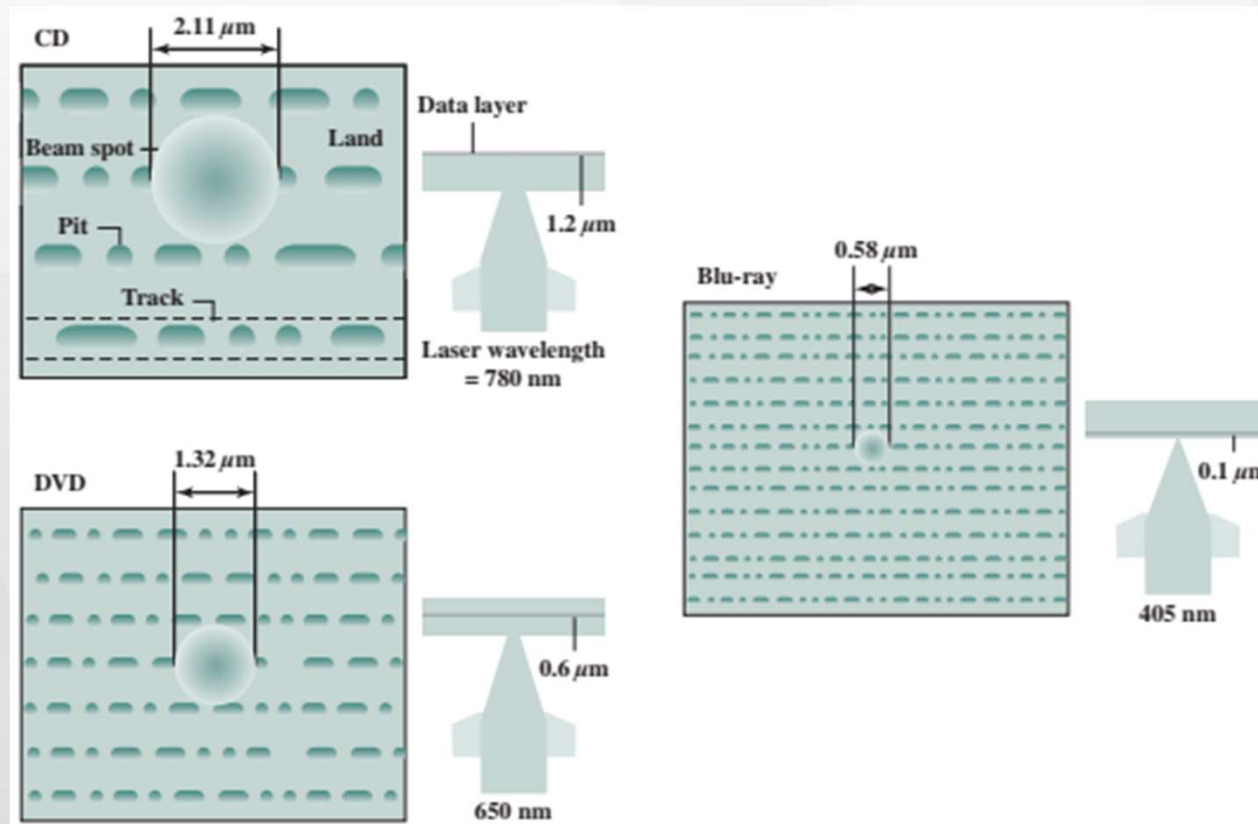 CD
2.11 μm
Data layer
Beam spot
Land
1.2 μm
Pit
Track
Laser wavelength
= 780 nm
DVD
1.32 μm
0.6 μm
650 nm
Blu-ray
0.58 μm
0.1 μm
405 nm